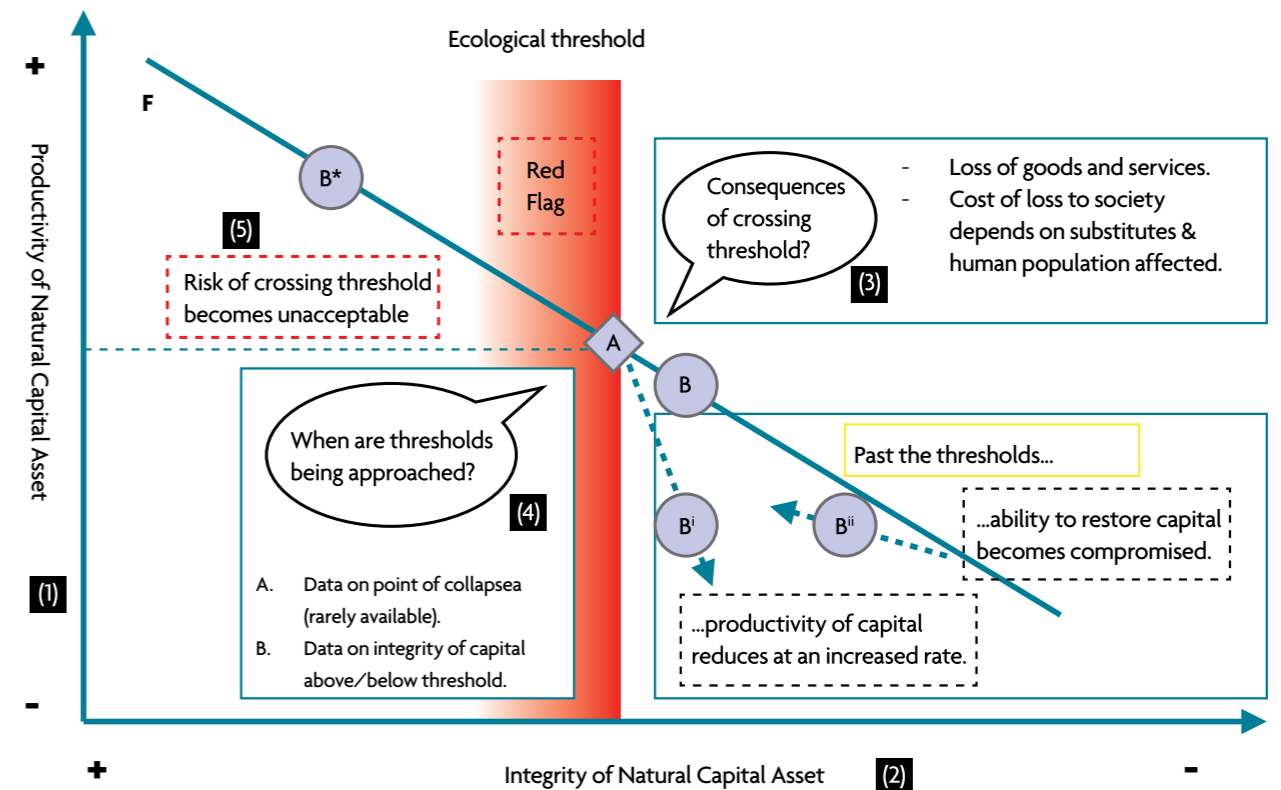 Ecological threshold
+
F
Productivity of Natural Capital Asset
B*
Red
Flag
(5)
Risk of crossing threshold
becomes unacceptable
Consequences
of crossing
threshold?
(3)
- Loss of goods and services.
- Cost of loss to society
depends on substitutes &
human population affected.
A
B
When are thresholds
being approached?
(4)
A. Data on point of collapsea
(rarely available).
B. Data on integrity of capital
above/below threshold.
Past the thresholds...
Bi
Bii
...ability to restore capital
becomes compromised.
...productivity of capital
reduces at an increased rate.
(1)
-
+
Integrity of Natural Capital Asset
(2)
-